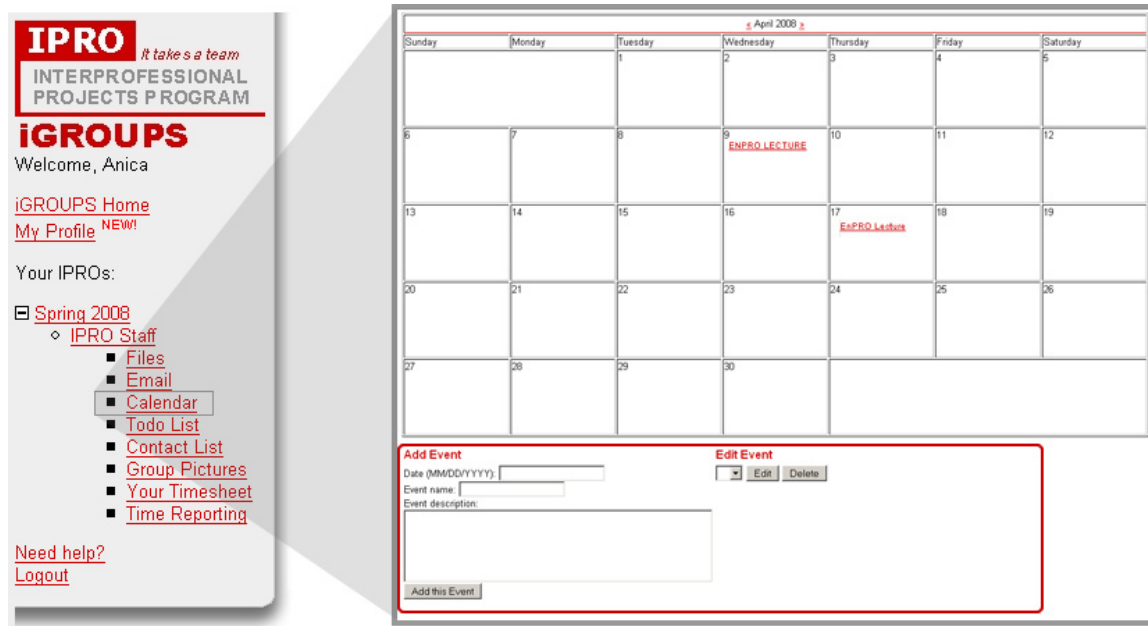 IPRO It takes a team
INTERPROFESSIONAL
PROJECTS PROGRAM
iGROUPS
Welcome, Anica
iGROUPS Home
My Profile NEW!
Your IPROs:
Spring 2008
IPRO Staff
Files
Email
Calendar
Todo List
Contact List
Group Pictures
Your Timesheet
Time Reporting
Need help?
Logout
< April 2008 >
Sunday Monday Tuesday Wednesday Thursday Friday Saturday
1 2 3 4 5
6 7 8 9 10 11 12
ENPRO LECTURE
13 14 15 16 17 18 19
EnPRO Lecture
20 21 22 23 24 25 26
27 28 29 30
Add Event Edit Event
Date (MM/DD/YYYY): Edit Delete
Event name:
Event description:
Add this Event